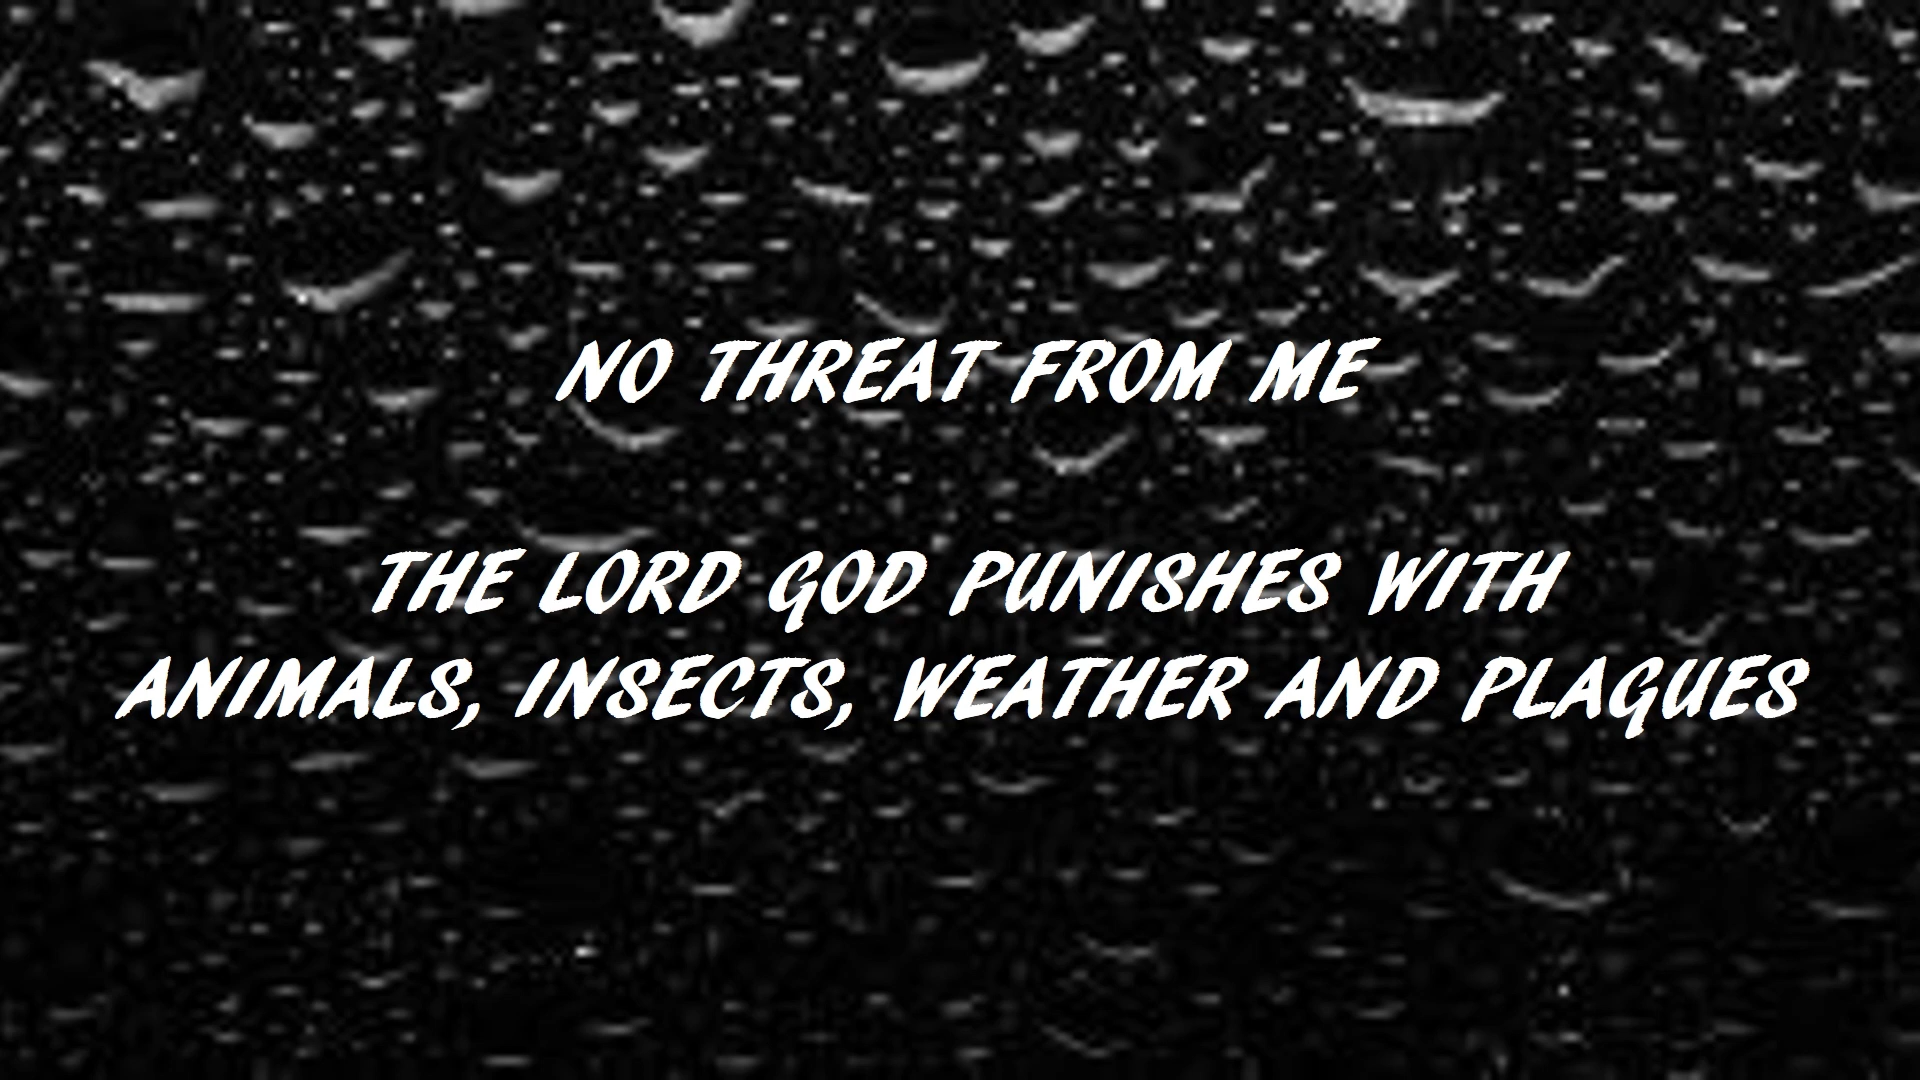 NO THREAT FROM ME
THE LORD GOD PUNISHES WITH
ANIMALS, INSECTS, WEATHER AND PLAGUES